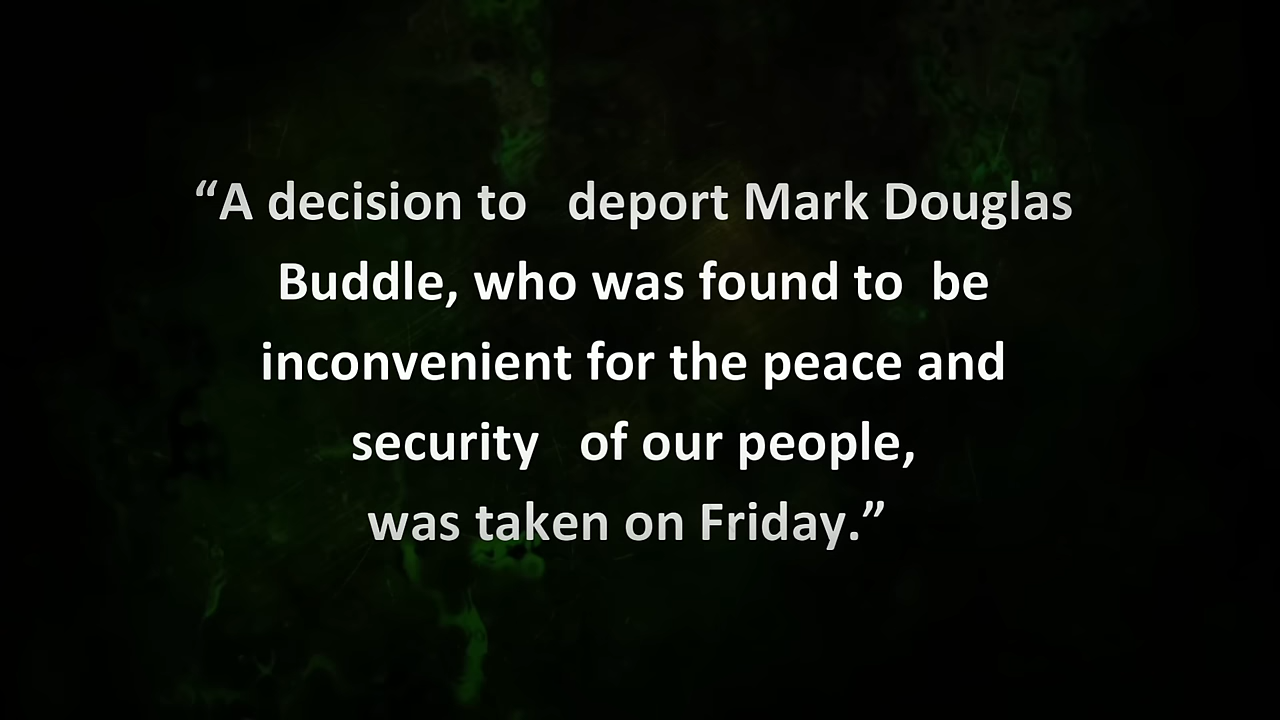 “A decision to   deport Mark Douglas
Buddle, who was found to  be
inconvenient for the peace and
security   of our people,
was taken on Friday.”